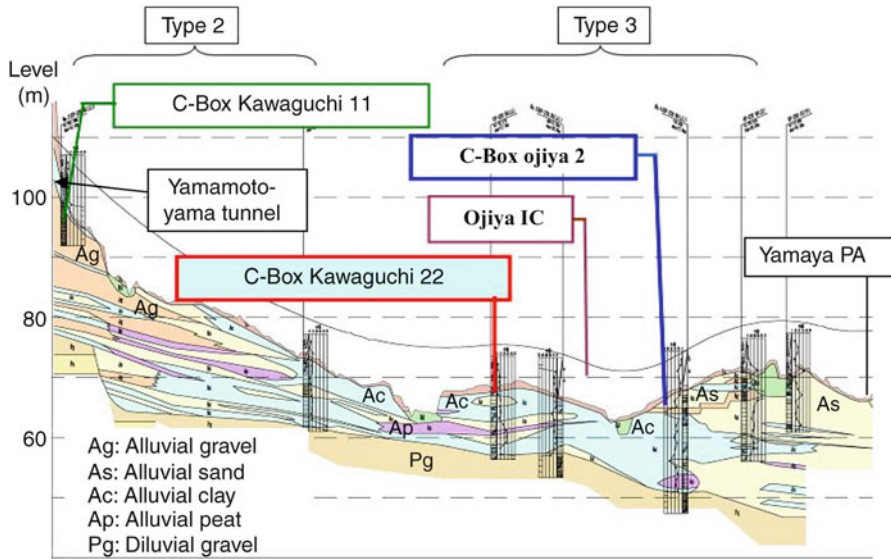 Type 2
Type 3
Level
(m)
C-Box Kawaguchi 11
C-Box ojiya 2
100
Yamamoto-
yama tunnel
Ojiya IC
Ag
Yamaya PA
C-Box Kawaguchi 22
Ag
80
Ac
Ac
As
As
Ap
Ac
60
Pg
Ag: Alluvial gravel
As: Alluvial sand
Ac: Alluvial clay
Ap: Alluvial peat
Pg: Diluvial gravel
40